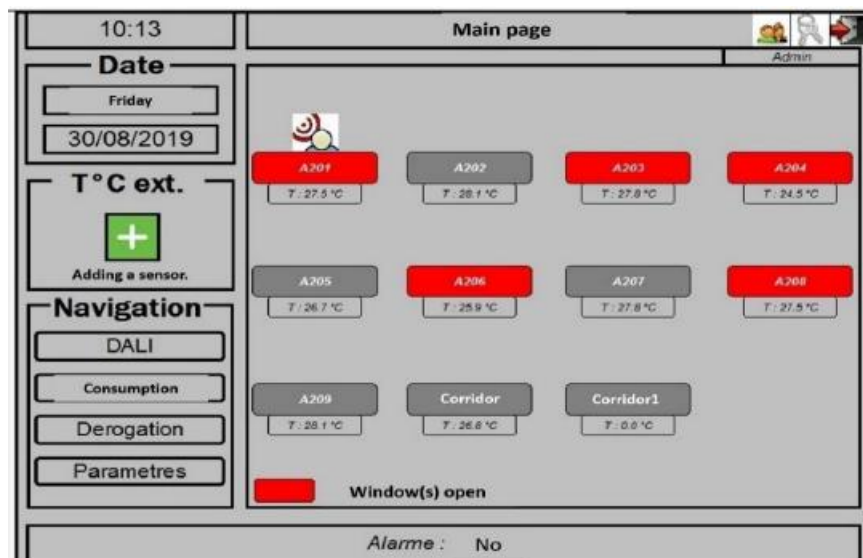 10:13
Main page
Admin
Date
Friday
30/08/2019
T°C ext.
Adding a sensor.
Navigation
DALI
Consumption
Derogation
Parametres
A201
A202
A203
A204
T : 27.5 °C
T : 28.1 °C
T : 27.8 °C
T : 24.5 °C
A205
A206
A207
A208
T : 26.7 °C
T : 25.9 °C
T : 27.8 °C
T : 27.5 °C
A209
Corridor
Corridor1
T : 28.1 °C
T : 26.8 °C
T : 0.0 °C
Window(s) open
Alarme : No